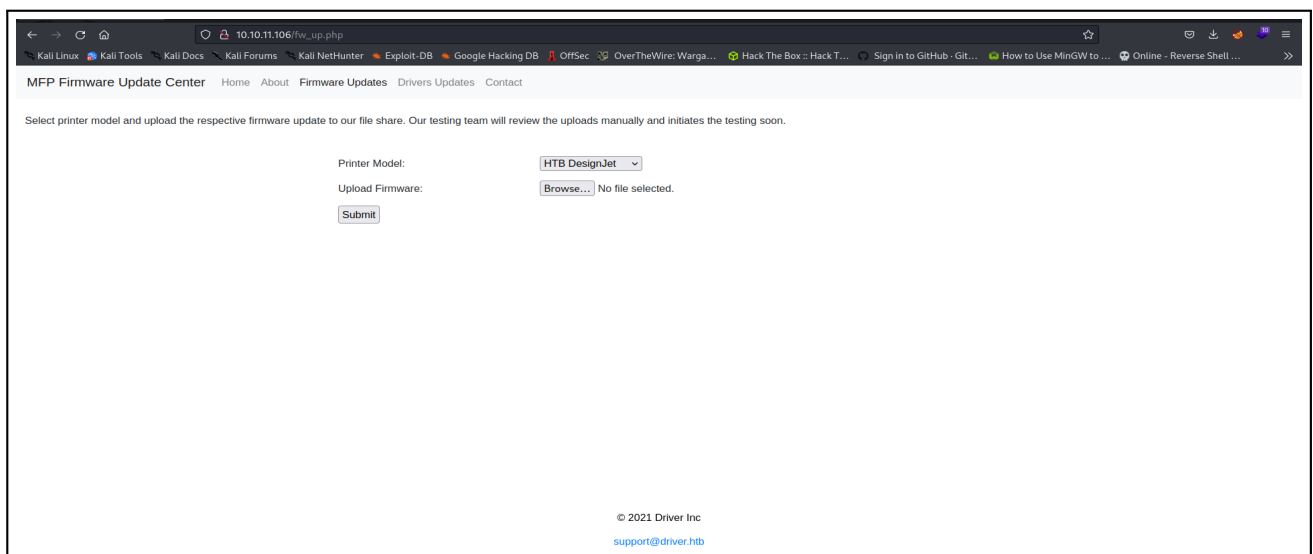 10.10.11.106/fw_up.php
Kali Linux Kali Tools Kali Docs Kali Forums Kali NetHunter Exploit-DB Google Hacking DB OffSec OverTheWire: Warga… The Box :: Hack T… Sign in to GitHub · Git… How to Use MinGW to … Online - Reverse Shell …
MFP Firmware Update Center Home About Firmware Updates Drivers Updates Contact
Select printer model and upload the respective firmware update to our file share. Our testing team will review the uploads manually and initiates the testing soon.
Printer Model: HTB DesignJet
Upload Firmware: Browse… No file selected.
Submit
© 2021 Driver Inc
support@driver.htb